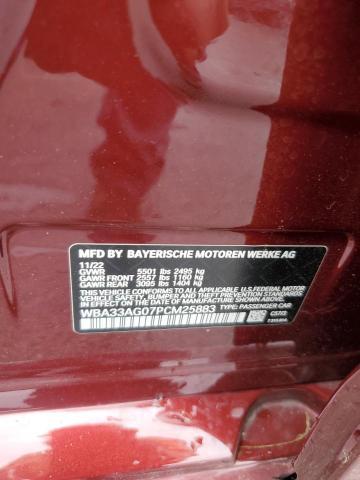 MFD BY BAYERISCHE MOTOREN WERKE AG
11/22
GVWR 5501 lbs 2495 kg
GAWR FRONT 2557 lbs 1160 kg
GAWR REAR 3095 lbs 1404 kg
THIS VEHICLE CONFORMS TO ALL APPLICABLE U.S.FEDERAL MOTOR
VEHICLE SAFETY, BUMPER, AND THEFT PREVENTION STANDARDS
IN EFFECT ON THE DATE OF MANUFACTURE SHOWN ABOVE.
WBA33AG07PCM25883 TYPE: PASSENGER CAR